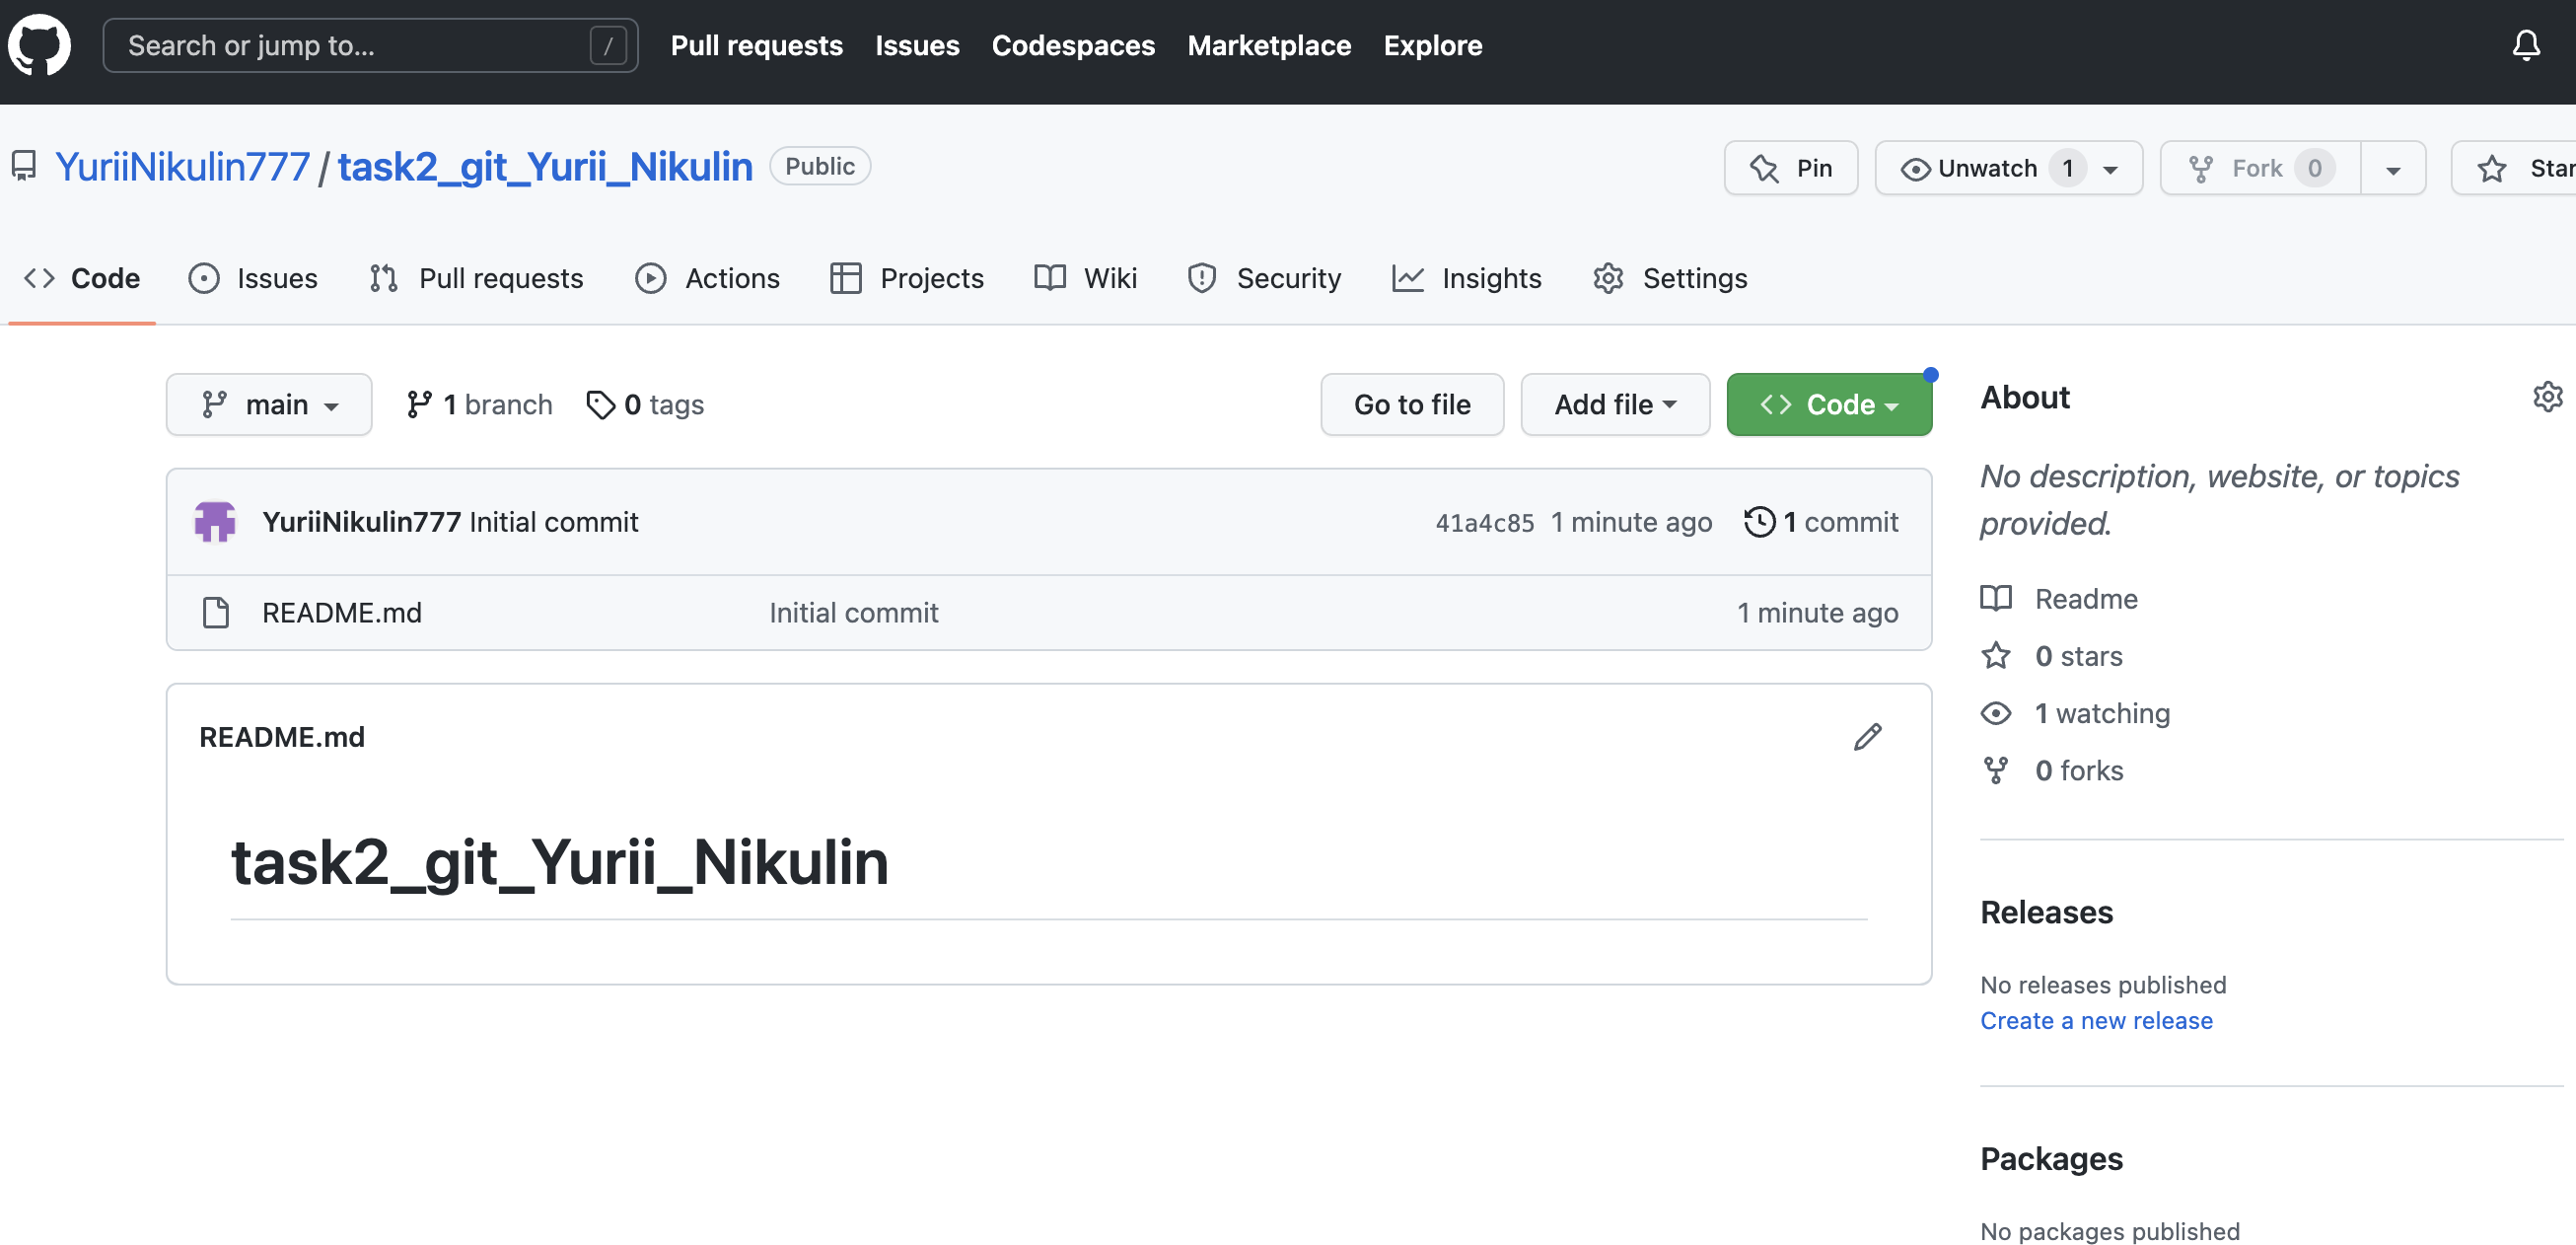 Search or jump to... /
Pull requests Issues Codespaces Marketplace Explore
YuriiNikulin777 / task2_git_Yurii_Nikulin Public
Pin Unwatch 1 Fork 0 Star
Code Issues Pull requests Actions Projects Wiki Security Insights Settings
main 1 branch 0 tags
Go to file Add file Code
YuriiNikulin777 Initial commit 41a4c85 1 minute ago 1 commit
README.md Initial commit 1 minute ago
README.md
task2_git_Yurii_Nikulin
About
No description, website, or topics
provided.
Readme
0 stars
1 watching
0 forks
Releases
No releases published
Create a new release
Packages
No packages published